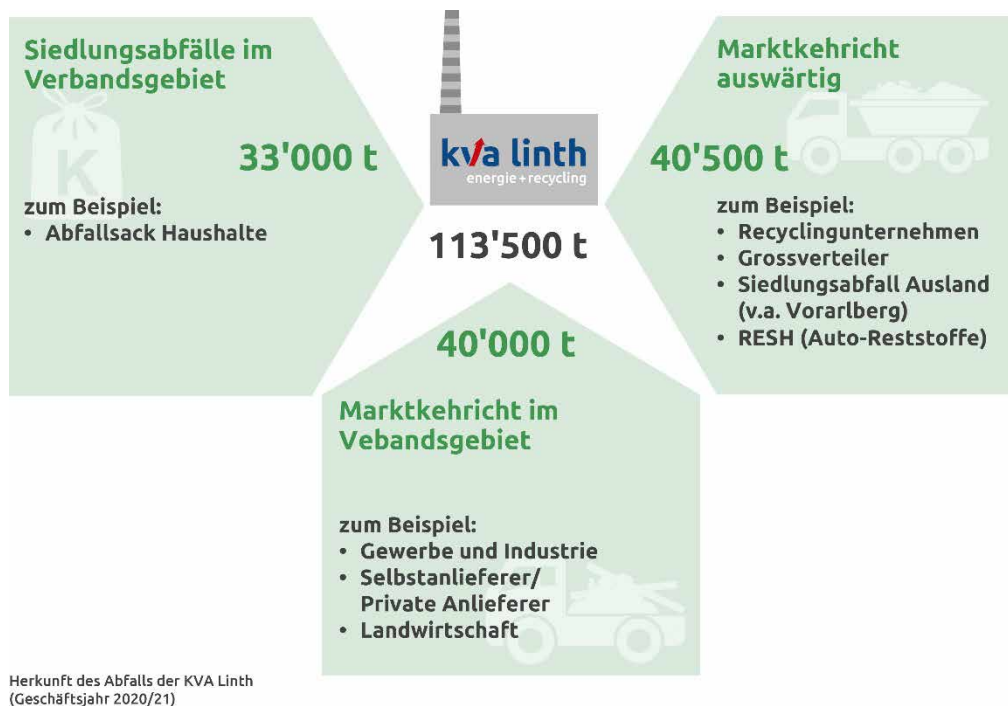 Siedlungsabfälle im
Verbandsgebiet
K
33'000 t
zum Beispiel:
• Abfallsack Haushalte
kva linth
energie+recycling
113'500 t
Marktkehricht
auswärtig
40'500 t
zum Beispiel:
• Recyclingunternehmen
• Grossverteiler
• Siedlungsabfall Ausland
(v.a. Vorarlberg)
• RESH (Auto-Reststoffe)
40'000 t
Marktkehricht im
Vebandsgebiet
zum Beispiel:
• Gewerbe und Industrie
• Selbstanlieferer/
Private Anlieferer
• Landwirtschaft
Herkunft des Abfalls der KVA Linth
(Geschäftsjahr 2020/21)